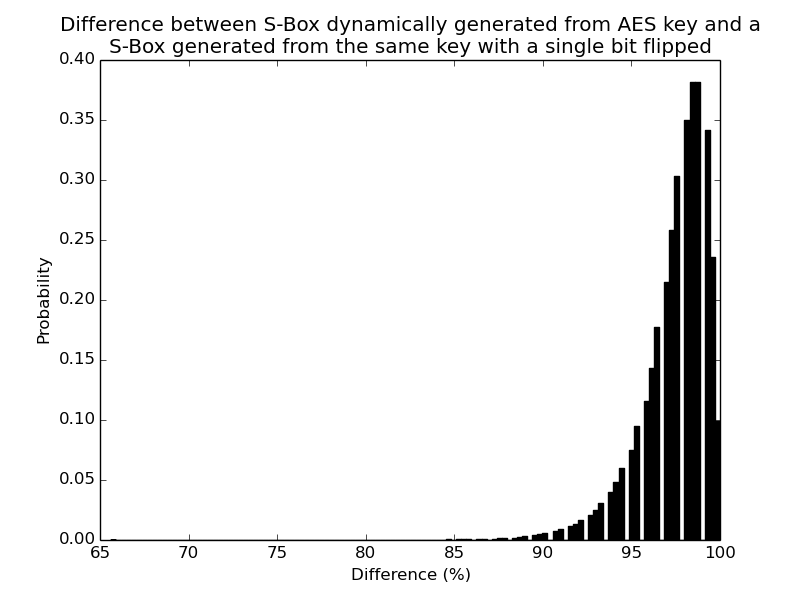 Difference between S-Box dynamically generated from AES key and a
S-Box generated from the same key with a single bit flipped
0.40
0.35
0.30
0.25
0.20
0.15
0.10
0.05
0.00
Probability
65 70 75 80 85 90 95 100
Difference (%)